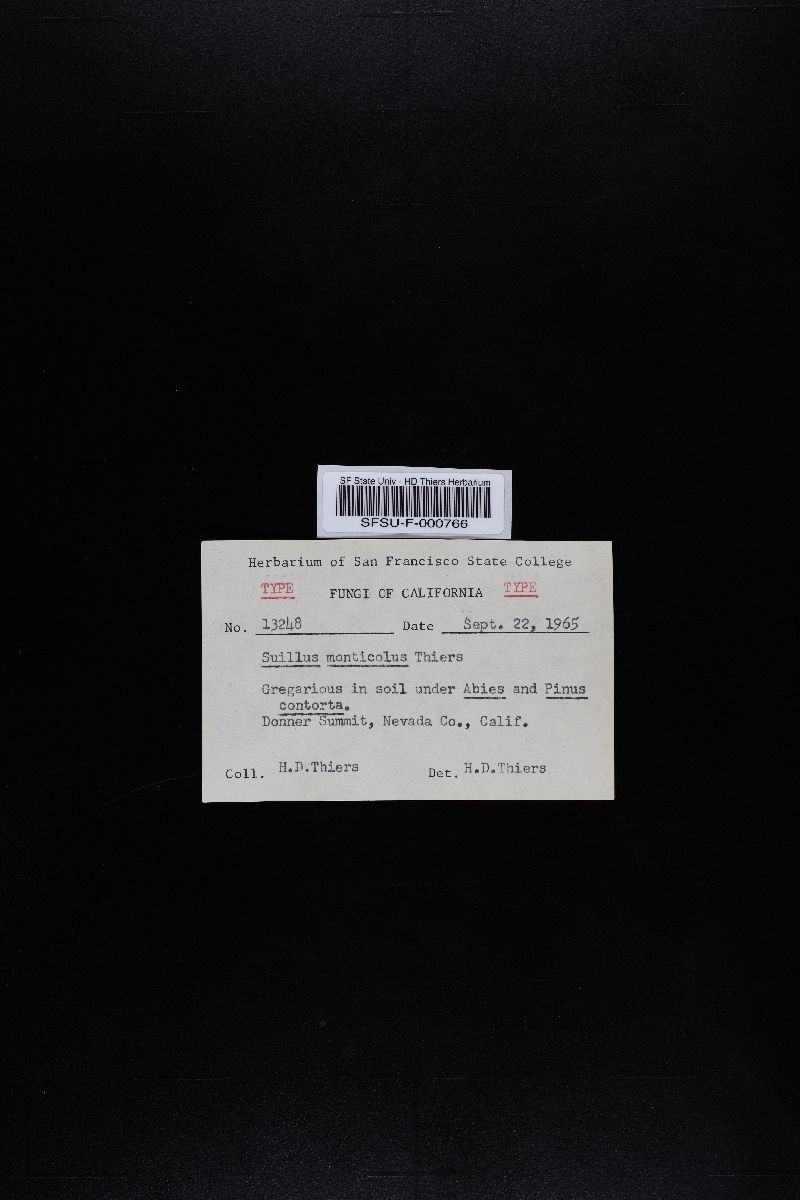 SF State Univ - HD Thiers Herbarium
SFSU-F-000766
Herbarium of San Francisco State College
TYPE FUNGI OF CALIFORNIA TYPE
No. 13248 Date Sept. 22, 1965
Suillus monticolus Thiers
Gregarious in soil under Abies and Pinus
contorta.
Donner Summit, Nevada Co., Calif.
Coll. H.D.Thiers Det. H.D.Thiers